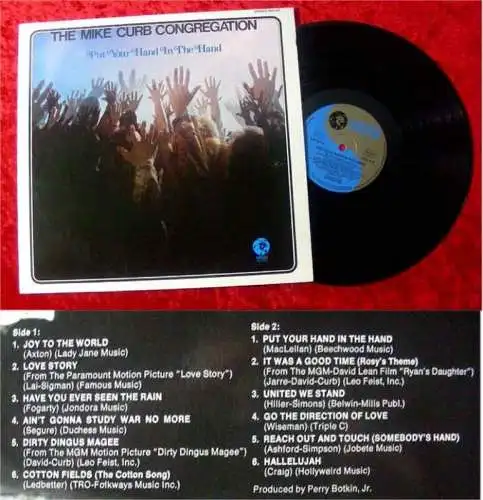 THE MIKE CURB CONGREGATION
Put Your Hand In The Hand
Side 1:
1. JOY TO THE WORLD
(Axton) (Lady Jane Music)
2. LOVE STORY
(From The Paramount Motion Picture "Love Story")
(Lai-Sigman) (Famous Music)
3. HAVE YOU EVER SEEN THE RAIN
(Fogarty) (Jondora Music)
4. AIN'T GONNA STUDY WAR NO MORE
(Segure) (Duchess Music)
5. DIRTY DINGUS MAGEE
(From The MGM Motion Picture "Dirty Dingus Magee")
(David-Curb) (Leo Feist, Inc.)
6. COTTON FIELDS (The Cotton Song)
(Ledbetter) (TRO-Folkways Music Inc.)
Side 2:
1. PUT YOUR HAND IN THE HAND
(MacLellan) (Beechwood Music)
2. IT WAS A GOOD TIME (Rosy's Theme)
(From The MGM-David Lean Film "Ryan's Daughter")
(Jarre-David-Curb) (Leo Feist, Inc.)
3. UNITED WE STAND
(Hiller-Simons) (Belwin-Mills Publ.)
4. GO THE DIRECTION OF LOVE
(Wiseman) (Triple C)
5. REACH OUT AND TOUCH (SOMEBODY'S HAND)
(Ashford-Simpson) (Jobete Music)
6. HALLELUJAH
(Craig) (Hollyweird Music)
Produced by Perry Botkin, Jr.